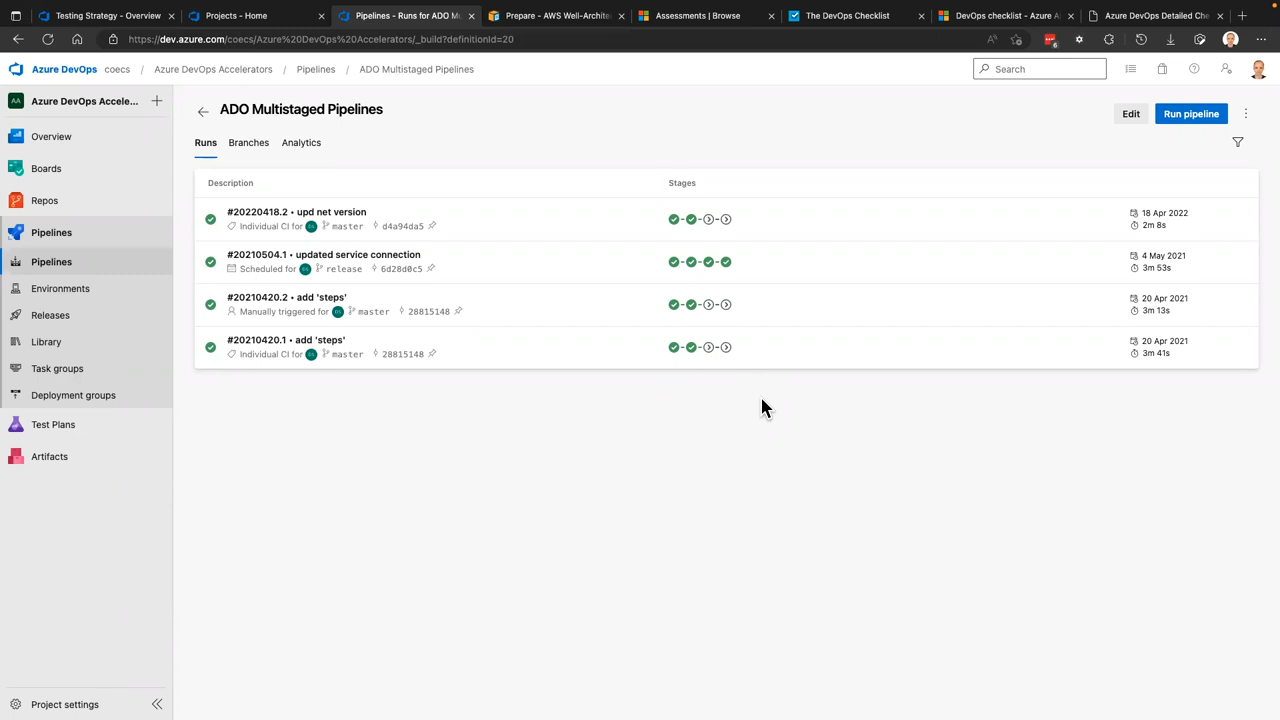 Testing Strategy - Overview
Projects - Home
Pipelines - Runs for ADO Mu
Prepare - AWS Well-Archite
Assessments | Browse
The DevOps Checklist
DevOps checklist - Azure A
Azure DevOps Detailed Che
https://dev.azure.com/coecs/Azure%20DevOps%20Accelerators/_build?definitionId=20
6
Azure DevOps
coecs
/
Azure DevOps Accelerators
/
Pipelines
/
ADO Multistaged Pipelines
Search
AA
Azure DevOps Accele...
Overview
Boards
Repos
Pipelines
Pipelines
Environments
Releases
Library
Task groups
Deployment groups
Test Plans
Artifacts
Project settings
ADO Multistaged Pipelines
Edit
Run pipeline
Runs
Branches
Analytics
Description
Stages
#20220418.2 • upd net version
Individual CI for master d4a94da5
18 Apr 2022
2m 8s
#20210504.1 • updated service connection
Scheduled for release 6d28d0c5
4 May 2021
3m 53s
#20210420.2 • add 'steps'
Manually triggered for master 28815148
20 Apr 2021
3m 13s
#20210420.1 • add 'steps'
Individual CI for master 28815148
20 Apr 2021
3m 41s